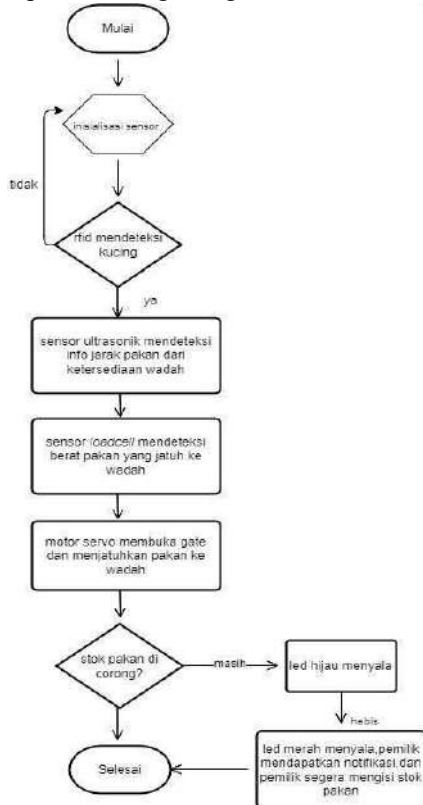 Mulai
inisialisasi sensor
tidak
rfid mendeteksi
kucing
ya
sensor ultrasonik mendeteksi
info jarak pakan dari
ketersediaan wadah
sensor loadcell mendeteksi
berat pakan yang jatuh ke
wadah
motor servo membuka gate
dan menjatuhkan pakan ke
wadah
stok pakan di
corong?
masih
led hijau menyala
habis
led merah menyala,pemilik
mendapatkan notifikasi,dan
pemilik segera mengisi stok
pakan
Selesai